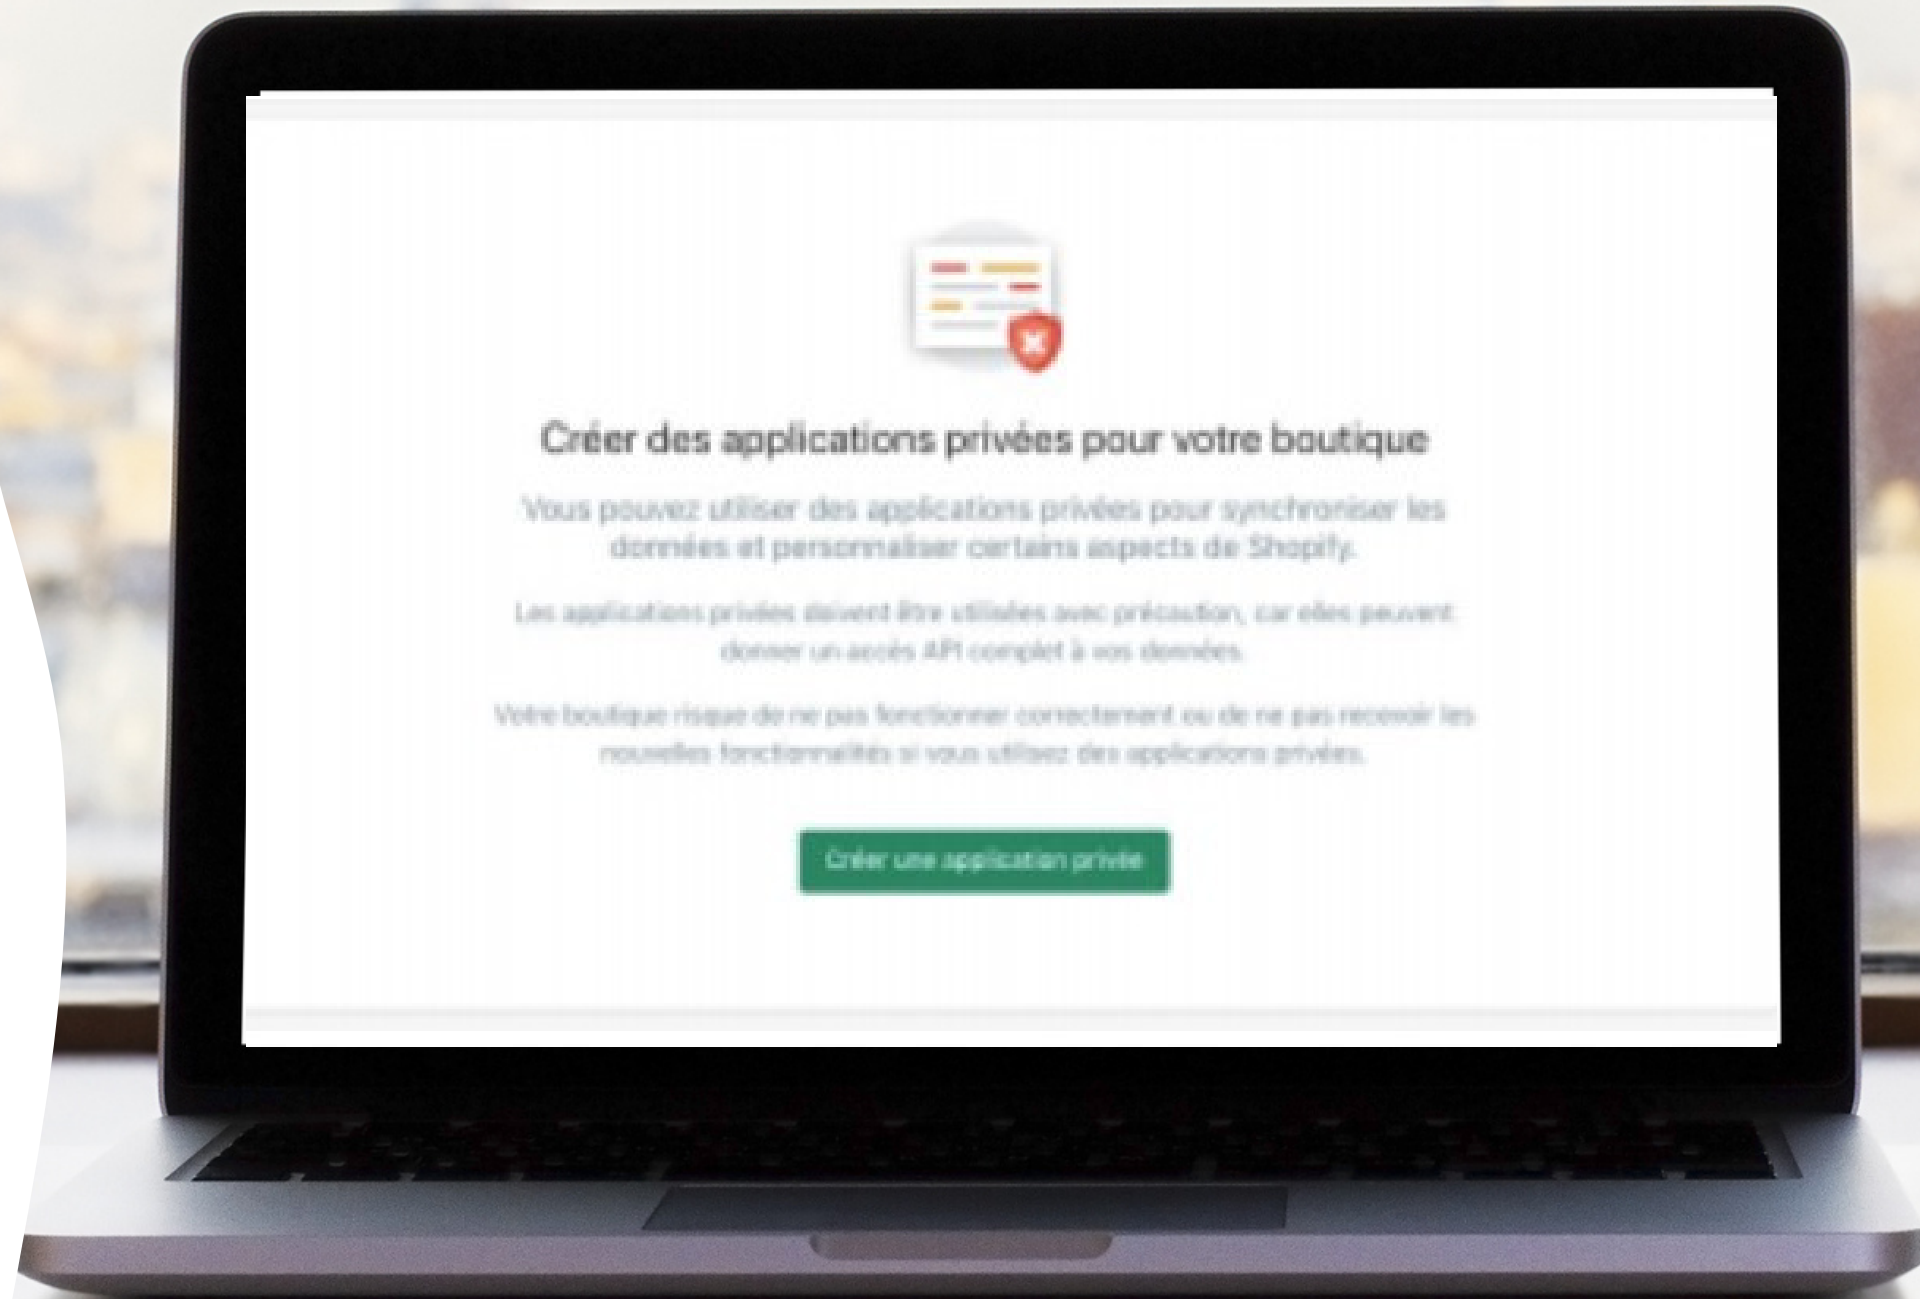 Créer des applications privées pour votre boutique
Vous pouvez utiliser des applications privées pour synchroniser les
données et personnaliser certains aspects de Shopify.
Les applications privées doivent être utilisées avec précaution, car elles peuvent
donner un accès API complet à vos données.
Votre boutique risque de ne pas fonctionner correctement ou de ne pas recevoir les
nouvelles fonctionnalités si vous utilisez des applications privées.
Créer une application privée